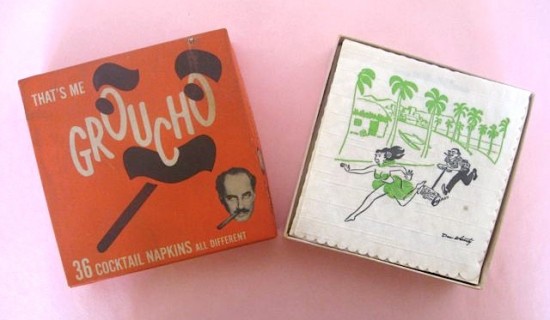 THAT'S ME
GROUCHO
36 COCKTAIL NAPKINS ALL DIFFERENT